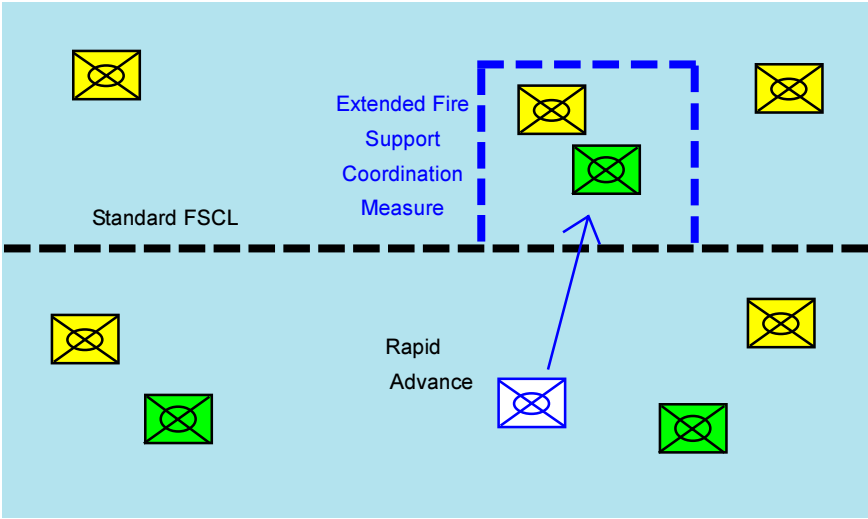 Extended Fire
Support
Coordination
Measure
Standard FSCL
Rapid
Advance